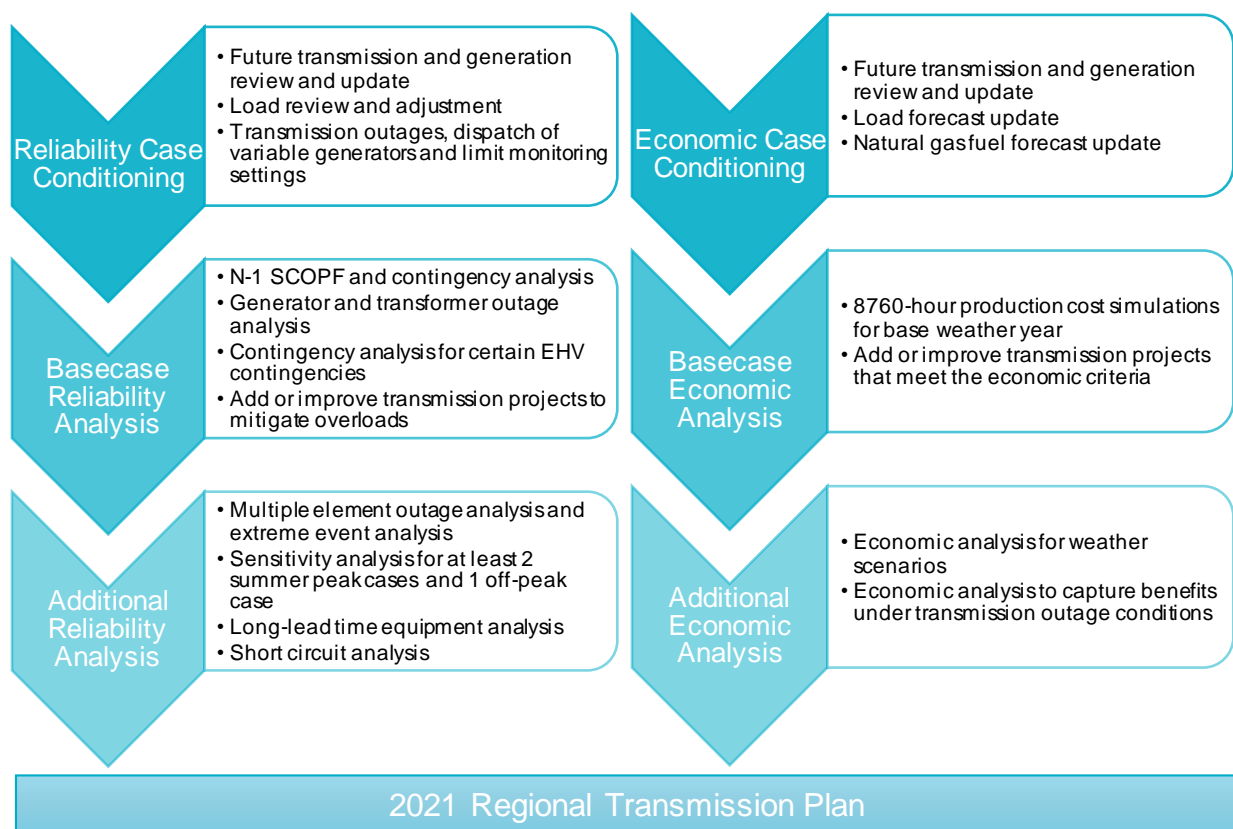 Reliability Case
Conditioning
• Future transmission and generation
review and update
• Load review and adjustment
• Transmission outages, dispatch of
variable generators and limit monitoring
settings
Basecase
Reliability
Analysis
• N-1 SCOPF and contingency analysis
• Generator and transformer outage
analysis
• Contingency analysis for certain EHV
contingencies
• Add or improve transmission projects to
mitigate overloads
Additional
Reliability
Analysis
• Multiple element outage analysis and
extreme event analysis
• Sensitivity analysis for at least 2
summer peak cases and 1 off-peak
case
• Long-lead time equipment analysis
• Short circuit analysis
Economic Case
Conditioning
• Future transmission and generation
review and update
• Load forecast update
• Natural gas fuel forecast update
Basecase
Economic
Analysis
• 8760-hour production cost simulations
for base weather year
• Add or improve transmission projects
that meet the economic criteria
Additional
Economic
Analysis
• Economic analysis for weather
scenarios
• Economic analysis to capture benefits
under transmission outage conditions
2021 Regional Transmission Plan